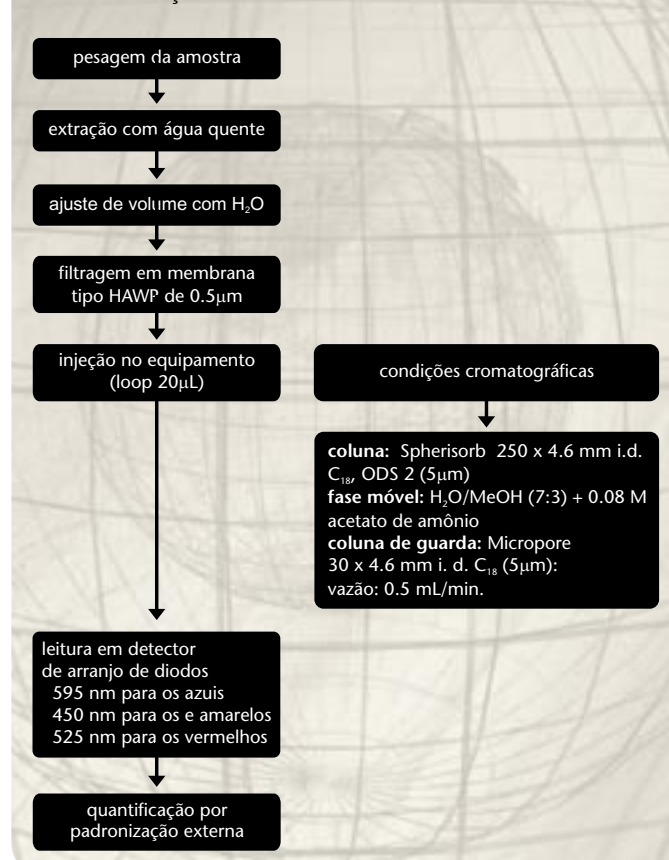 pesagem da amostra
extração com água quente
ajuste de volume com H₂O
filtragem em membrana
tipo HAWP de 0.5µm
injeção no equipamento
(loop 20µL)
condições cromatográficas
coluna: Spherisorb 250 x 4.6 mm i.d.
C₁₈, ODS 2 (5µm)
fase móvel: H₂O/MeOH (7:3) + 0.08 M
acetato de amônio
coluna de guarda: Micropore
30 x 4.6 mm i. d. C₁₈ (5µm):
vazão: 0.5 mL/min.
leitura em detector
de arranjo de diodos
595 nm para os azuis
450 nm para os e amarelos
525 nm para os vermelhos
quantificação por
padronização externa